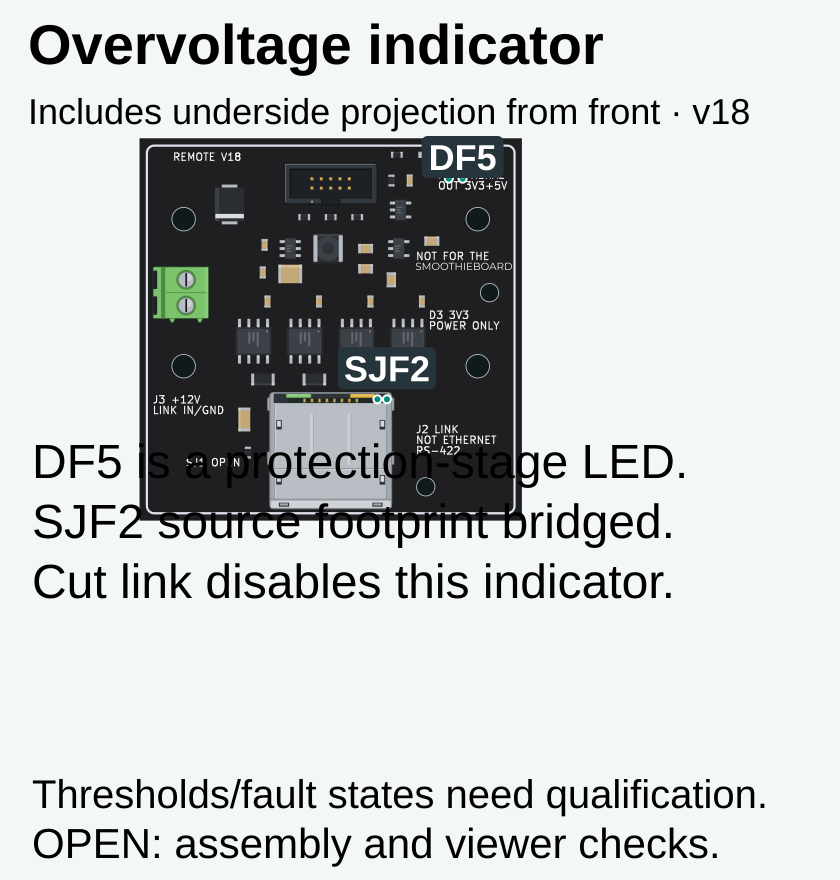 Overvoltage indicator
Includes underside projection from front · v18
REMOTE V18
DF5
OUT 3V3+5V
NOT FOR THE
SMOOTHIEBOARD
D3 3V3
POWER ONLY
SJF2
J3 +12V
LINK IN/GND
J2 LINK
NOT ETHERNET
RS-422
SJ1 OPEN
DF5 is a protection-stage LED.
SJF2 source footprint bridged.
Cut link disables this indicator.
Thresholds/fault states need qualification.
OPEN: assembly and viewer checks.